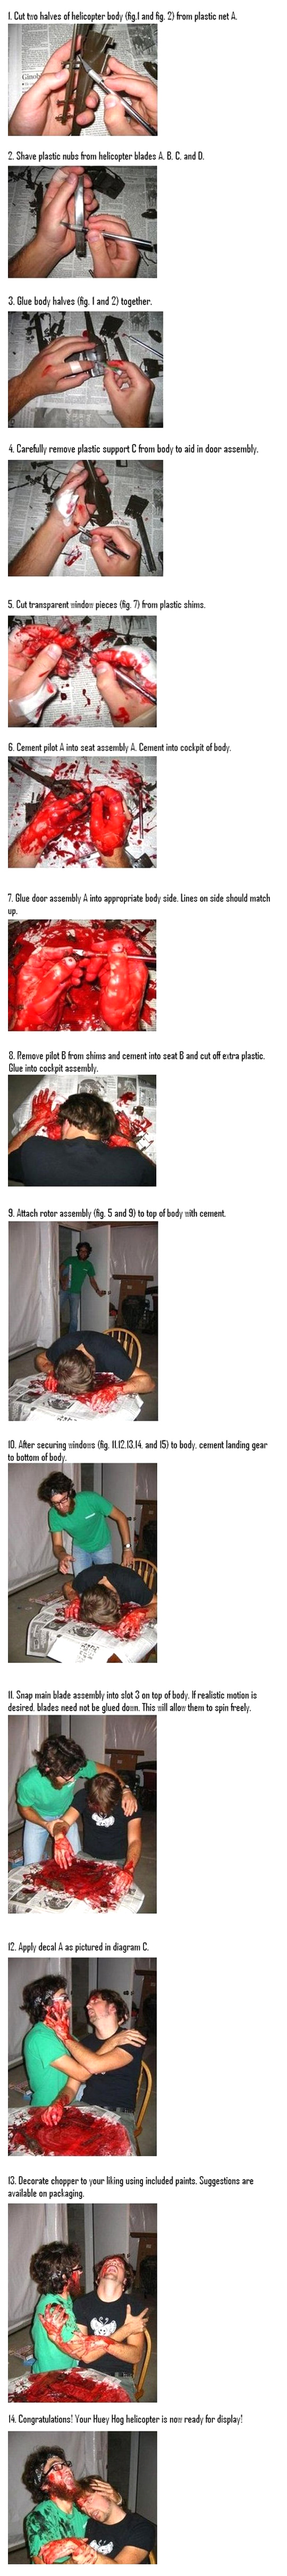 1. Cut two halves of helicopter body (fig.1 and fig. 2) from plastic net A.
Ginob
2. Shave plastic nubs from helicopter blades A, B, C, and D.
3. Glue body halves (fig. 1 and 2) together.
4. Carefully remove plastic support C from body to aid in door assembly.
5. Cut transparent window pieces (fig. 7) from plastic shims.
6. Cement pilot A into seat assembly A. Cement into cockpit of body.
7. Glue door assembly A into appropriate body side. Lines on side should match
up.
8. Remove pilot B from shims and cement into seat B and cut off extra plastic.
Glue into cockpit assembly.
9. Attach rotor assembly (fig. 5 and 9) to top of body with cement.
10. After securing windows (fig. 11,12,13,14, and 15) to body, cement landing gear
to bottom of body.
11. Snap main blade assembly into slot 3 on top of body. If realistic motion is
desired, blades need not be glued down. This will allow them to spin freely.
12. Apply decal A as pictured in diagram C.
13. Decorate chopper to your liking using included paints. Suggestions are
available on packaging.
14. Congratulations! Your Huey Hog helicopter is now ready for display!